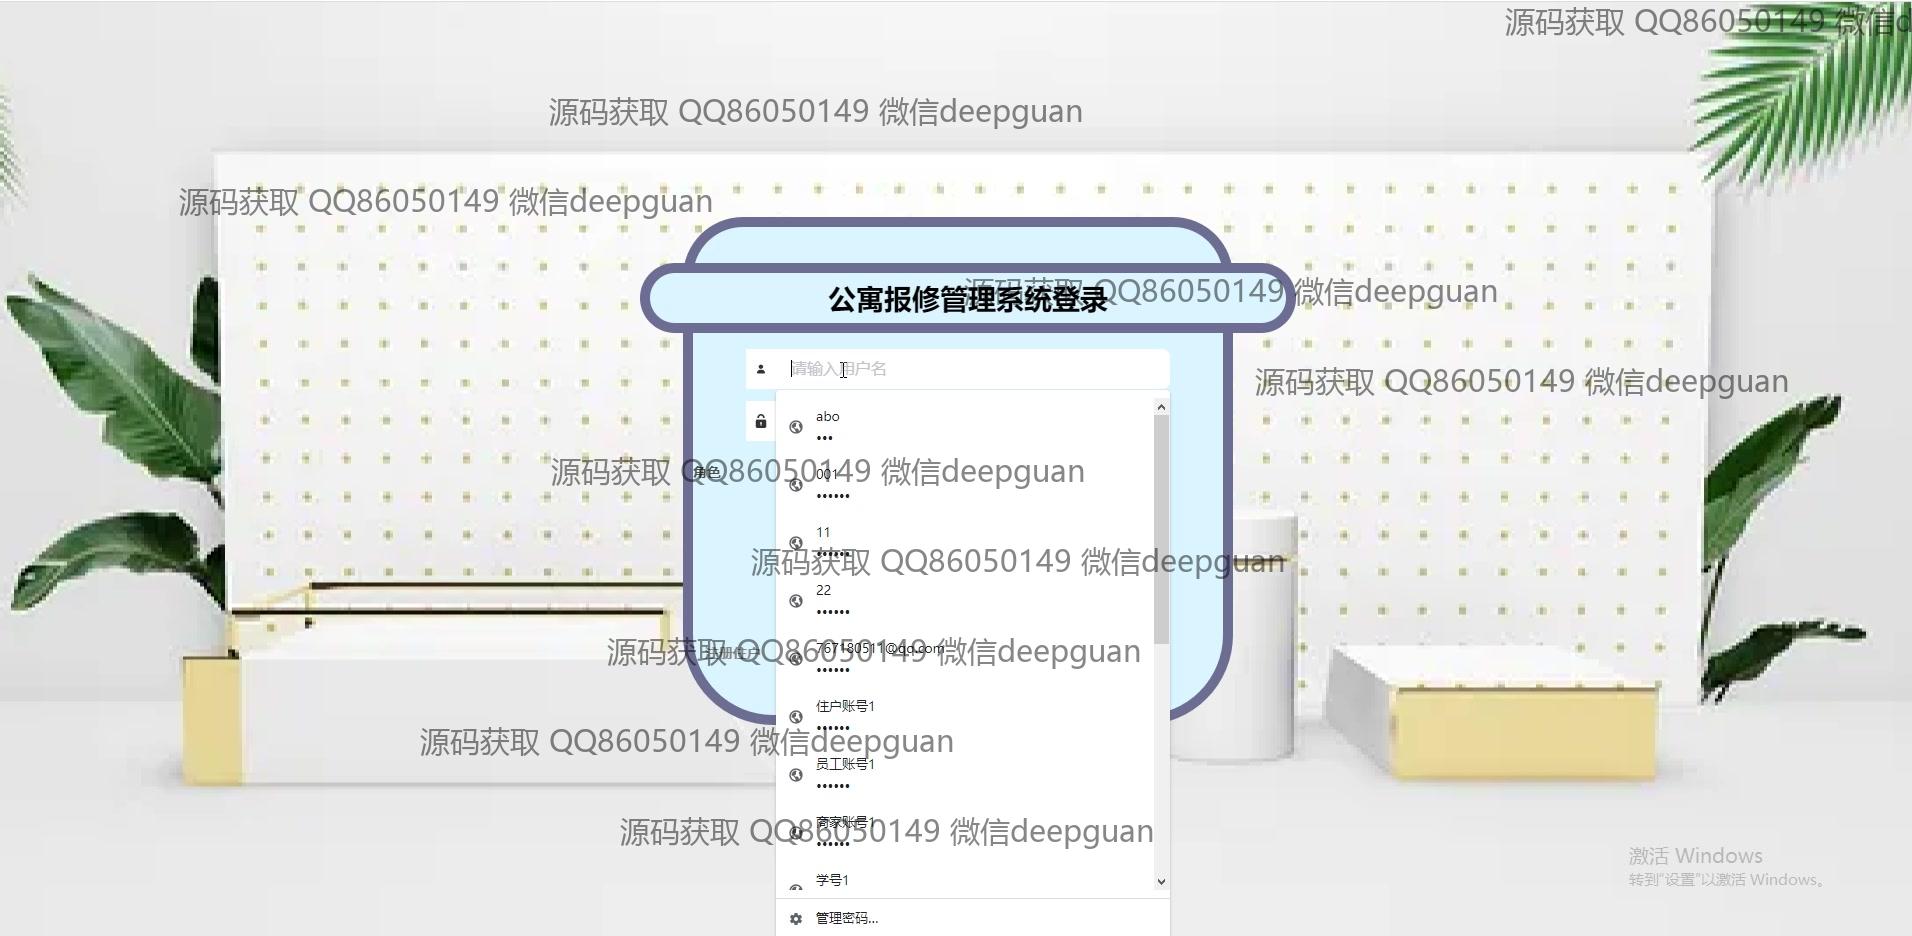 源码获取 QQ86050149 微信d
源码获取 QQ86050149 微信deepguan
源码获取 QQ86050149 微信deepguan
源码获取 QQ86050149 微信deepguan
公寓报修管理系统登录
请输入用户名
源码获取 QQ86050149 微信deepguan
abo
•••
角色
源码获取 QQ86050149 微信deepguan
001
••••••
11
••••••
源码获取 QQ86050149 微信deepguan
22
••••••
767180511@qq.com
源码获取 QQ86050149 微信deepguan
注册住户
••••••
住户账号1
••••••
源码获取 QQ86050149 微信deepguan
员工账号1
••••••
商家账号1
源码获取 QQ86050149 微信deepguan
••••••
学号1
管理密码...
激活 Windows
转到“设置”以激活 Windows。